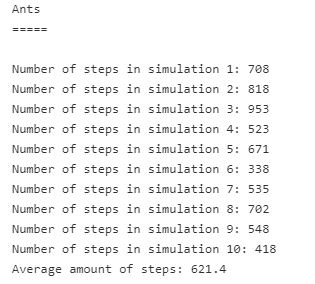 Ants
=====
Number of steps in simulation 1: 708
Number of steps in simulation 2: 818
Number of steps in simulation 3: 953
Number of steps in simulation 4: 523
Number of steps in simulation 5: 671
Number of steps in simulation 6: 338
Number of steps in simulation 7: 535
Number of steps in simulation 8: 702
Number of steps in simulation 9: 548
Number of steps in simulation 10: 418
Average amount of steps: 621.4